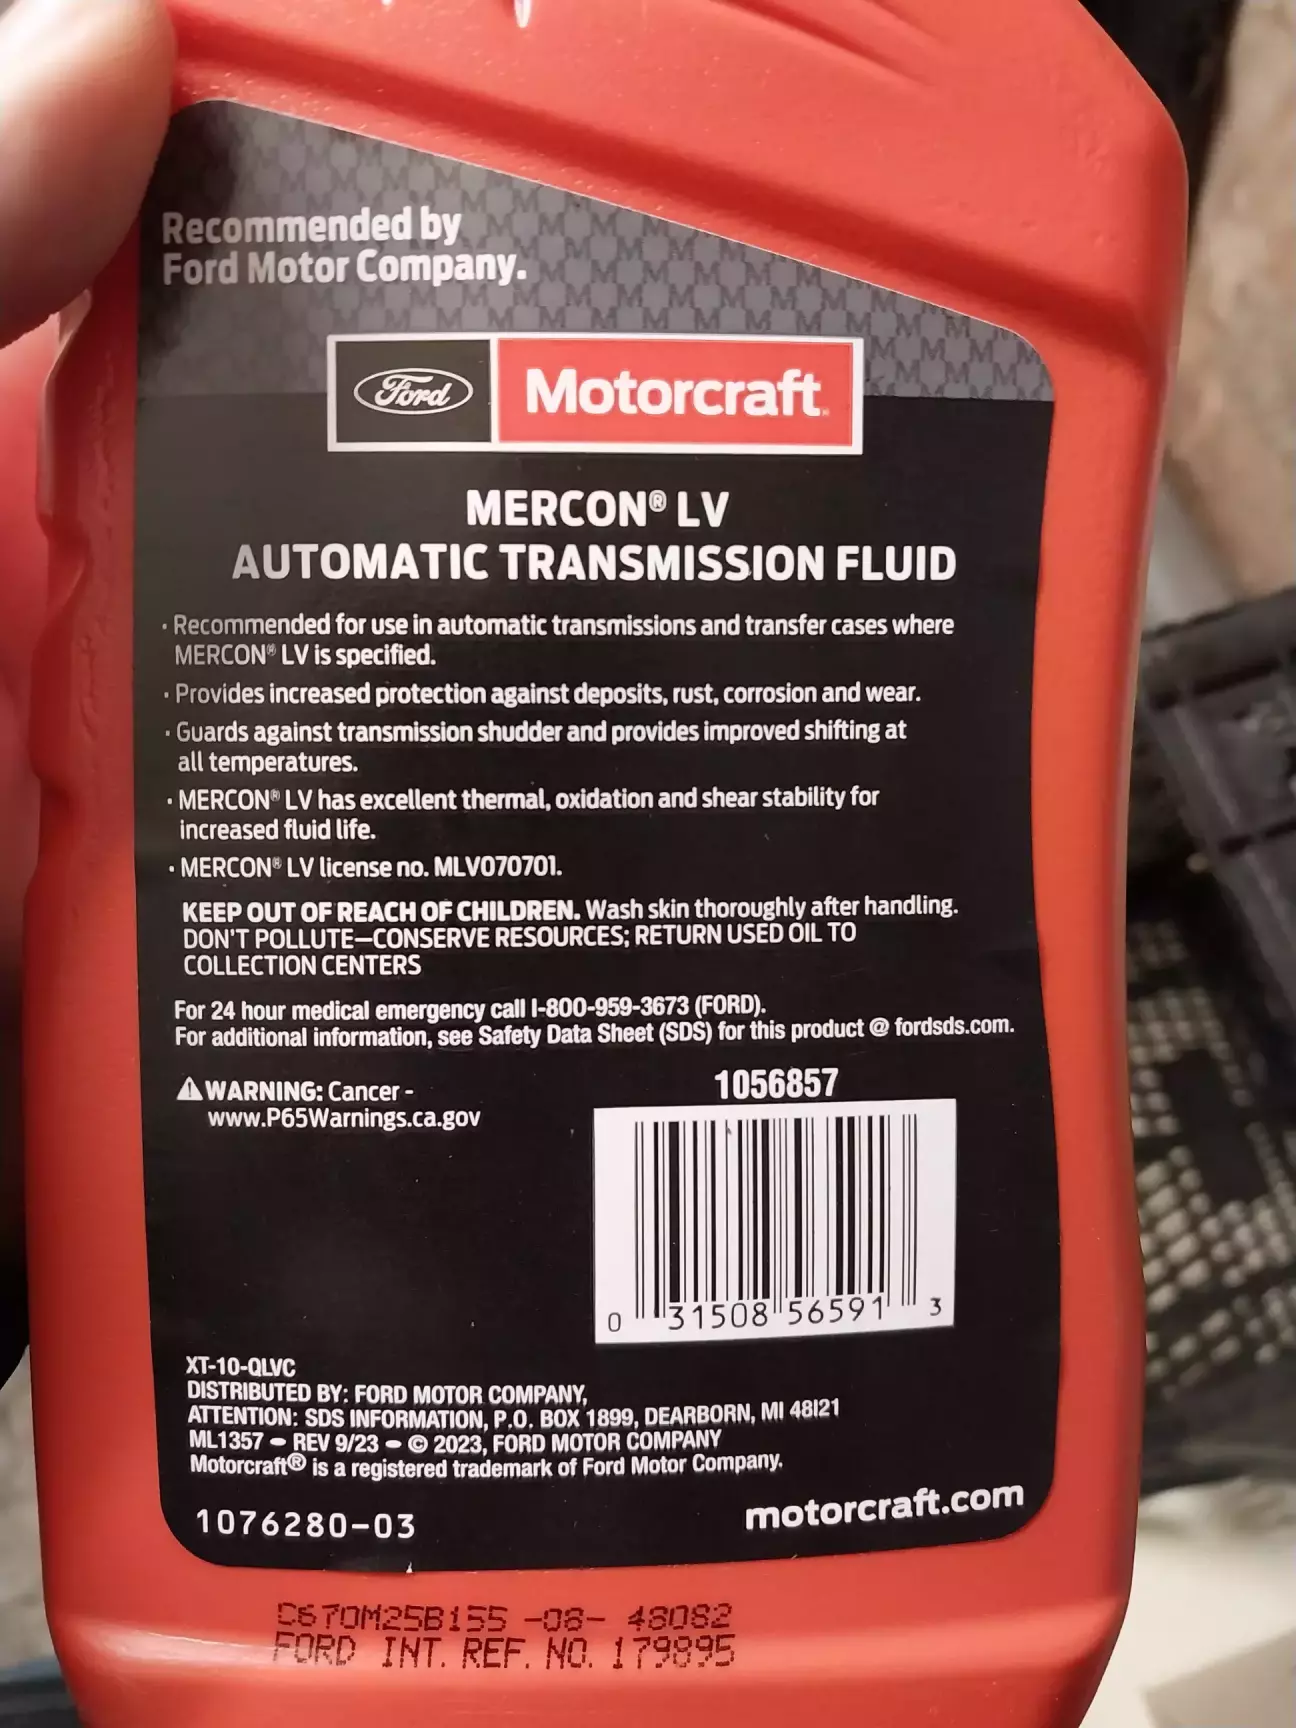 Recommended by
Ford Motor Company.
Ford Motorcraft®
MERCON® LV
AUTOMATIC TRANSMISSION FLUID
• Recommended for use in automatic transmissions and transfer cases where
MERCON® LV is specified.
• Provides increased protection against deposits, rust, corrosion and wear.
• Guards against transmission shudder and provides improved shifting at
all temperatures.
• MERCON® LV has excellent thermal, oxidation and shear stability for
increased fluid life.
• MERCON® LV license no. MLV070701.
KEEP OUT OF REACH OF CHILDREN. Wash skin thoroughly after handling.
DON'T POLLUTE—CONSERVE RESOURCES; RETURN USED OIL TO
COLLECTION CENTERS
For 24 hour medical emergency call 1-800-959-3673 (FORD).
For additional information, see Safety Data Sheet (SDS) for this product @ fordsds.com.
⚠ WARNING: Cancer -
www.P65Warnings.ca.gov
1056857
0 31508 56591 3
XT-10-QLVC
DISTRIBUTED BY: FORD MOTOR COMPANY,
ATTENTION: SDS INFORMATION, P.O. BOX 1899, DEARBORN, MI 48121
ML1357 – REV 9/23 – © 2023, FORD MOTOR COMPANY
Motorcraft® is a registered trademark of Ford Motor Company.
1076280-03
motorcraft.com
C670M25B155 -08- 48082
FORD INT. REF. NO. 179895